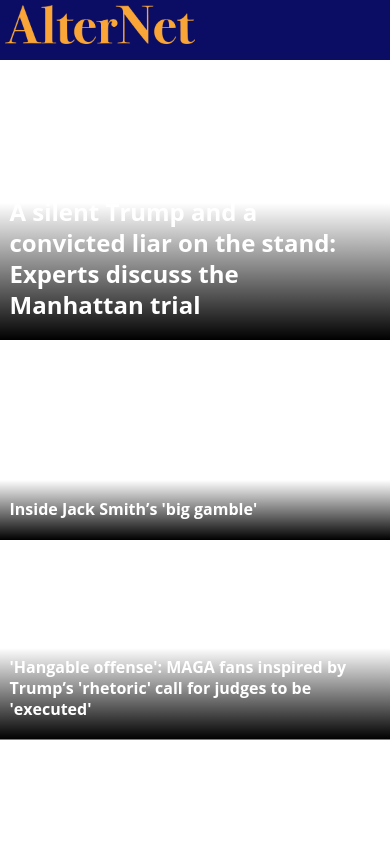 AlterNet
A silent Trump and a
convicted liar on the stand:
Experts discuss the
Manhattan trial
Inside Jack Smith’s 'big gamble'
'Hangable offense': MAGA fans inspired by
Trump’s 'rhetoric' call for judges to be
'executed'